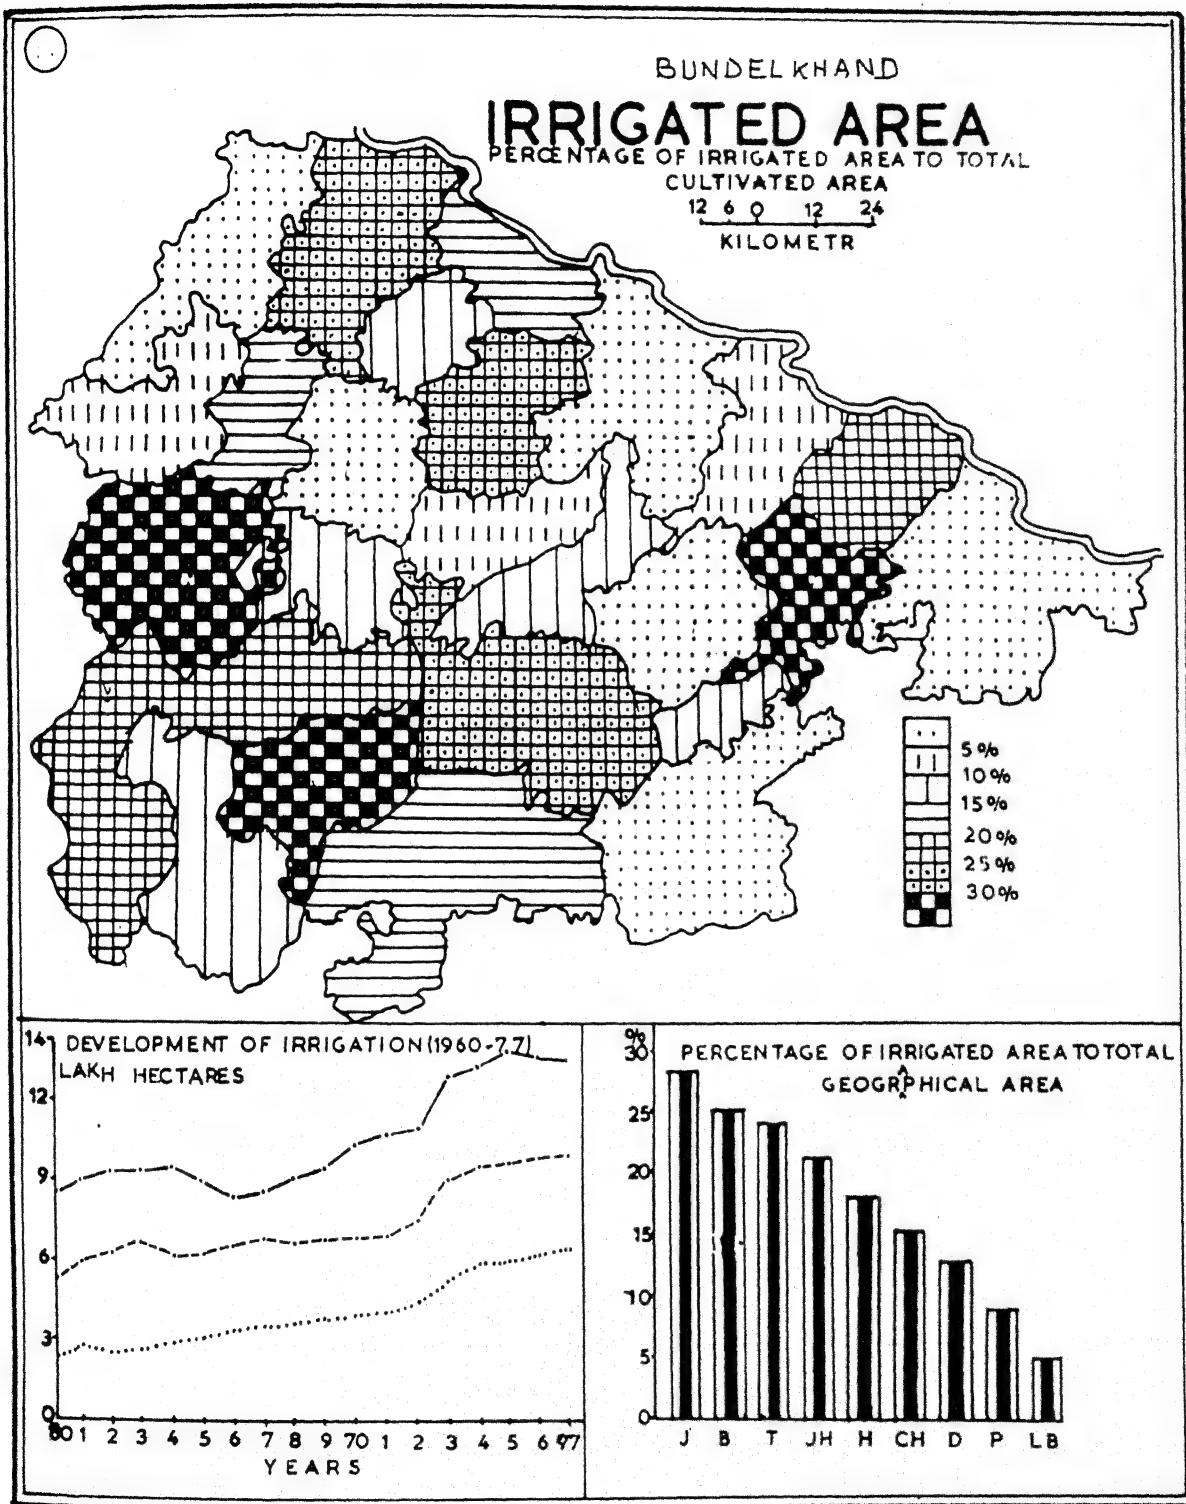 BUNDELKHAND
IRRIGATED AREA
PERCENTAGE OF IRRIGATED AREA TO TOTAL
CULTIVATED AREA
12 6 0 12 24
KILOMETR
5%
10%
15%
20%
25%
30%
DEVELOPMENT OF IRRIGATION (1960-77)
LAKH HECTARES
14
12
9
6
3
0
60 1 2 3 4 5 6 7 8 9 70 1 2 3 4 5 6 77
YEARS
%
PERCENTAGE OF IRRIGATED AREA TO TOTAL
GEOGRPHICAL AREA
30
25
20
15
10
5
0
J B T JH H CH D P LB